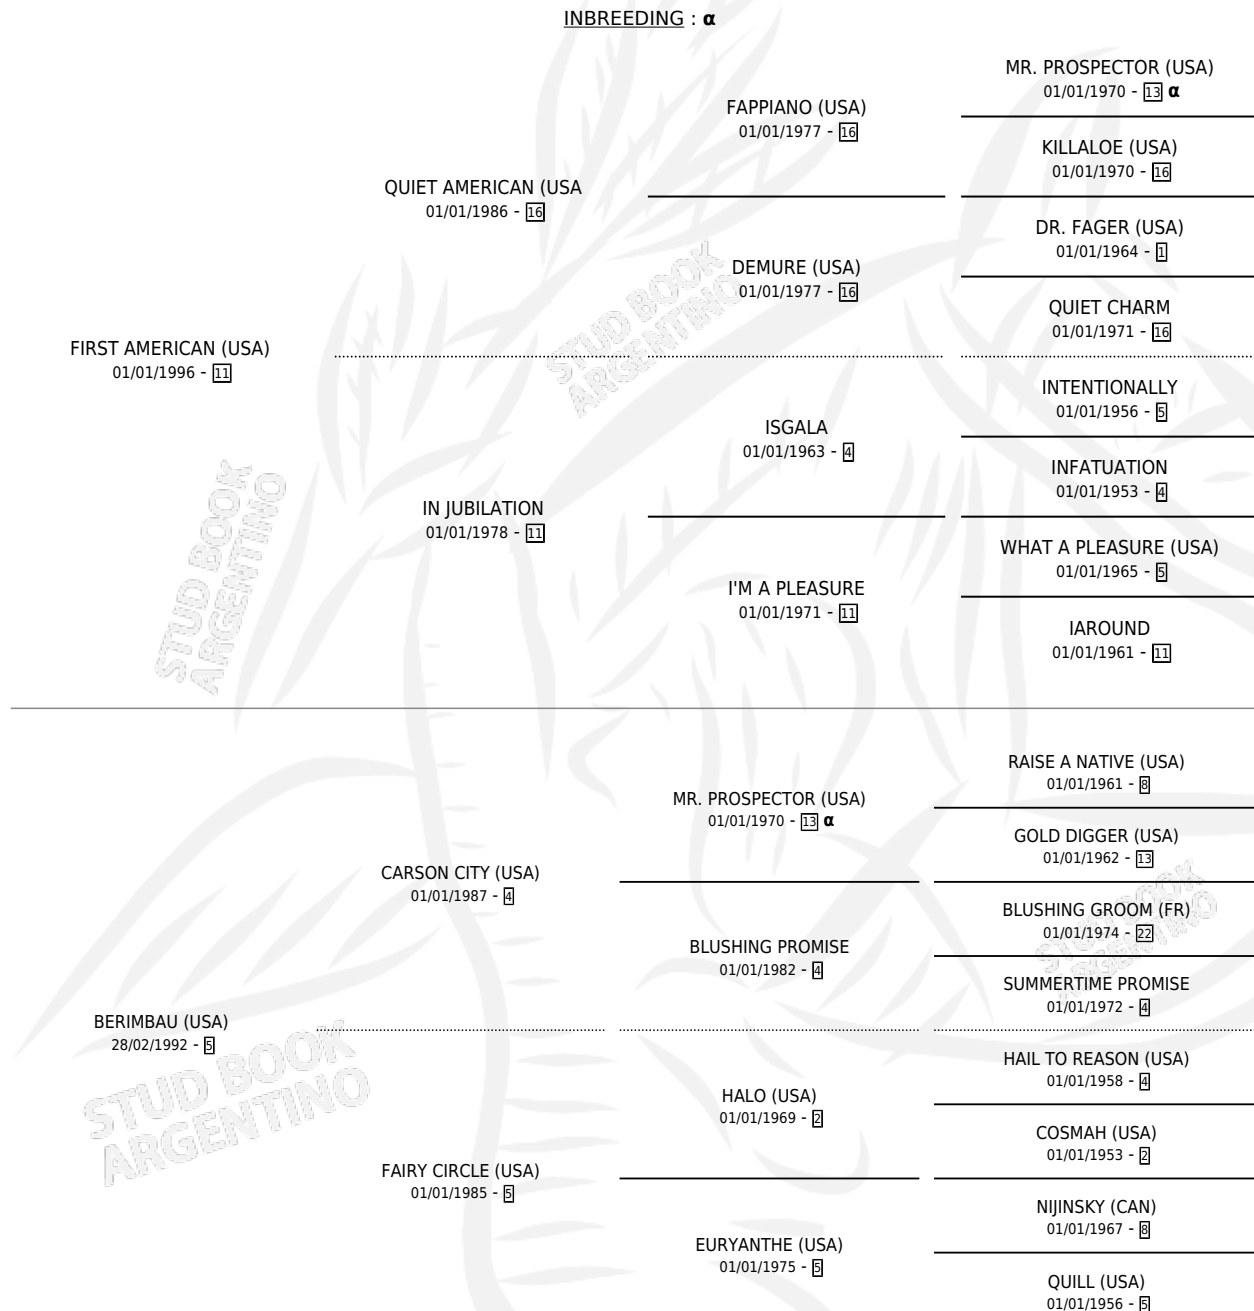 INBREEDING : α
MR. PROSPECTOR (USA)
01/01/1970 - 13 α
FAPPIANO (USA)
01/01/1977 - 16
KILLALOE (USA)
01/01/1970 - 16
QUIET AMERICAN (USA
01/01/1986 - 16
DR. FAGER (USA)
01/01/1964 - 1
DEMURE (USA)
01/01/1977 - 16
QUIET CHARM
01/01/1971 - 16
FIRST AMERICAN (USA)
01/01/1996 - 11
INTENTIONALLY
01/01/1956 - 5
ISGALA
01/01/1963 - 4
INFATUATION
01/01/1953 - 4
IN JUBILATION
01/01/1978 - 11
WHAT A PLEASURE (USA)
01/01/1965 - 5
I'M A PLEASURE
01/01/1971 - 11
IAROUND
01/01/1961 - 11
STUD BOOK
ARGENTINO
STUD BOOK
ARGENTINO
RAISE A NATIVE (USA)
01/01/1961 - 8
MR. PROSPECTOR (USA)
01/01/1970 - 13 α
GOLD DIGGER (USA)
01/01/1962 - 13
CARSON CITY (USA)
01/01/1987 - 4
BLUSHING GROOM (FR)
01/01/1974 - 22
BLUSHING PROMISE
01/01/1982 - 4
SUMMERTIME PROMISE
01/01/1972 - 4
BERIMBAU (USA)
28/02/1992 - 5
HAIL TO REASON (USA)
01/01/1958 - 4
HALO (USA)
01/01/1969 - 2
COSMAH (USA)
01/01/1953 - 2
FAIRY CIRCLE (USA)
01/01/1985 - 5
NIJINSKY (CAN)
01/01/1967 - 8
EURYANTHE (USA)
01/01/1975 - 5
QUILL (USA)
01/01/1956 - 5
STUD BOOK
ARGENTINO
STUD BOOK
ARGENTINO